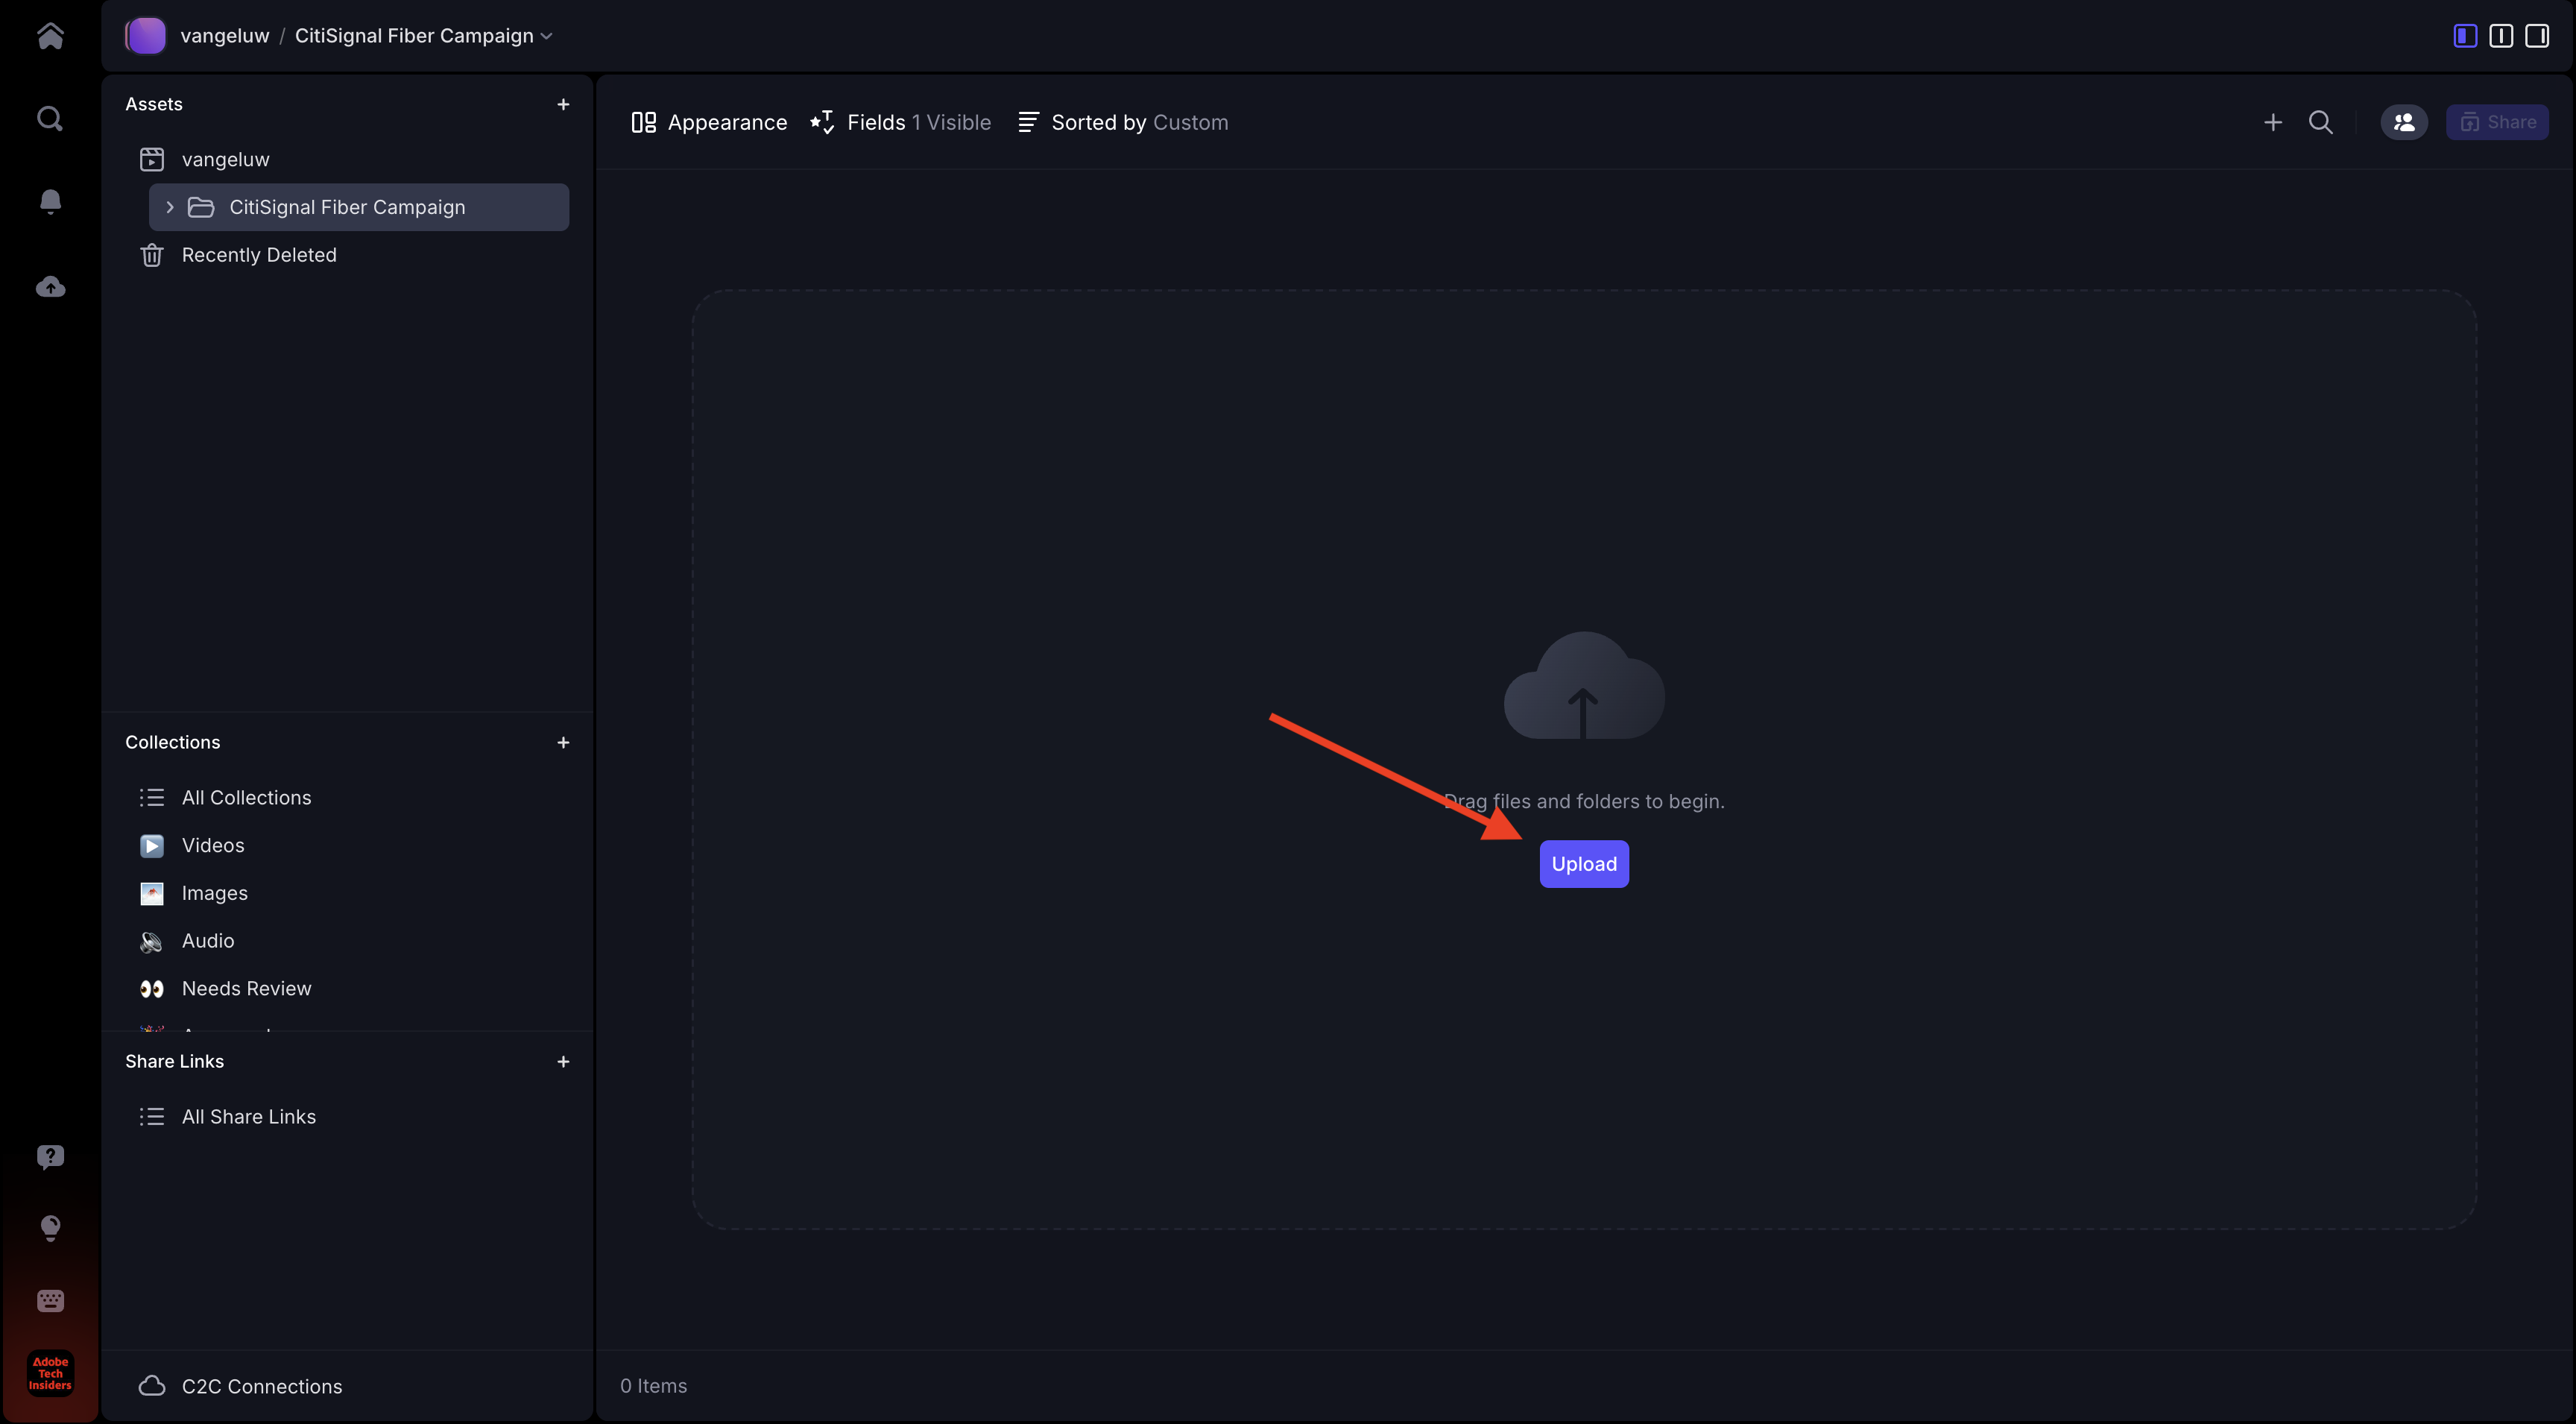 vangeluw / CitiSignal Fiber Campaign
Assets
vangeluw
CitiSignal Fiber Campaign
Recently Deleted
Appearance
Fields 1 Visible
Sorted by Custom
Share
Drag files and folders to begin.
Upload
Collections
All Collections
Videos
Images
Audio
Needs Review
Share Links
All Share Links
Adobe
Tech
Insiders
C2C Connections
0 Items